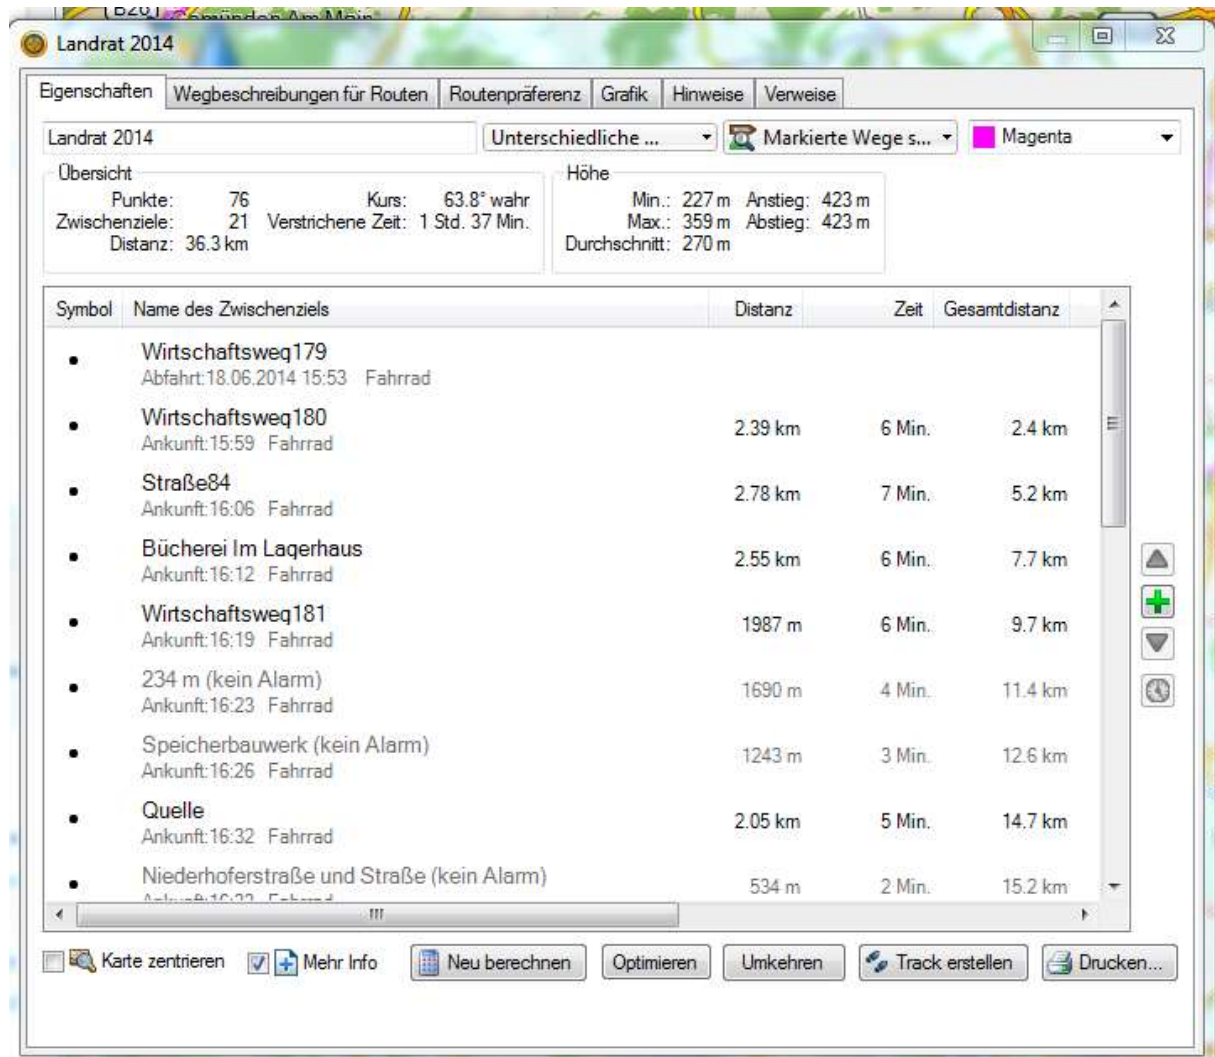 B26
Gemünden Am Main
Landrat 2014
Eigenschaften Wegbeschreibungen für Routen Routenpräferenz Grafik Hinweise Verweise
Landrat 2014 Unterschiedliche ... Markierte Wege s... Magenta
Übersicht Höhe
Punkte: 76 Kurs: 63.8° wahr Min.: 227 m Anstieg: 423 m
Zwischenziele: 21 Verstrichene Zeit: 1 Std. 37 Min. Max.: 359 m Abstieg: 423 m
Distanz: 36.3 km Durchschnitt: 270 m
Symbol Name des Zwischenziels Distanz Zeit Gesamtdistanz
Wirtschaftsweg179
Abfahrt:18.06.2014 15:53 Fahrrad
Wirtschaftsweg180
2.39 km 6 Min. 2.4 km
Ankunft:15:59 Fahrrad
Straße84
2.78 km 7 Min. 5.2 km
Ankunft:16:06 Fahrrad
Bücherei Im Lagerhaus
2.55 km 6 Min. 7.7 km
Ankunft:16:12 Fahrrad
Wirtschaftsweg181
1987 m 6 Min. 9.7 km
Ankunft:16:19 Fahrrad
234 m (kein Alarm)
1690 m 4 Min. 11.4 km
Ankunft:16:23 Fahrrad
Speicherbauwerk (kein Alarm)
1243 m 3 Min. 12.6 km
Ankunft:16:26 Fahrrad
Quelle
2.05 km 5 Min. 14.7 km
Ankunft:16:32 Fahrrad
Niederhoferstraße und Straße (kein Alarm)
534 m 2 Min. 15.2 km
Karte zentrieren Mehr Info Neu berechnen Optimieren Umkehren Track erstellen Drucken...